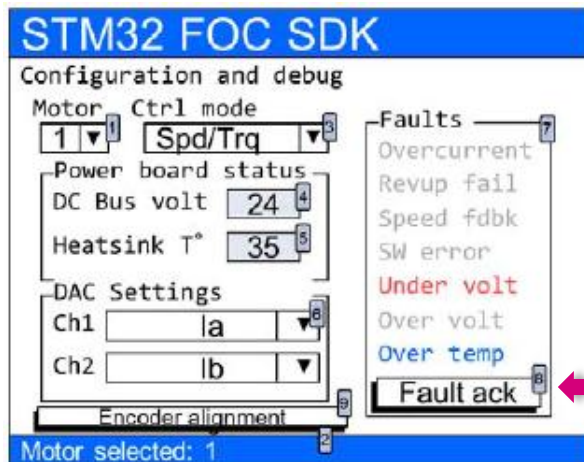 STM32 FOC SDK
Configuration and debug
Motor Ctrl mode
1 ▼ 1 Spd/Trq ▼ 3
Power board status
DC Bus volt 24 4
Heatsink T° 35 5
DAC Settings
Ch1 Ia ▼ 6
Ch2 Ib ▼
Encoder alignment 9
Motor selected: 1 2
Faults 7
Overcurrent
Revup fail
Speed fdbk
SW error
Under volt
Over volt
Over temp
Fault ack 8